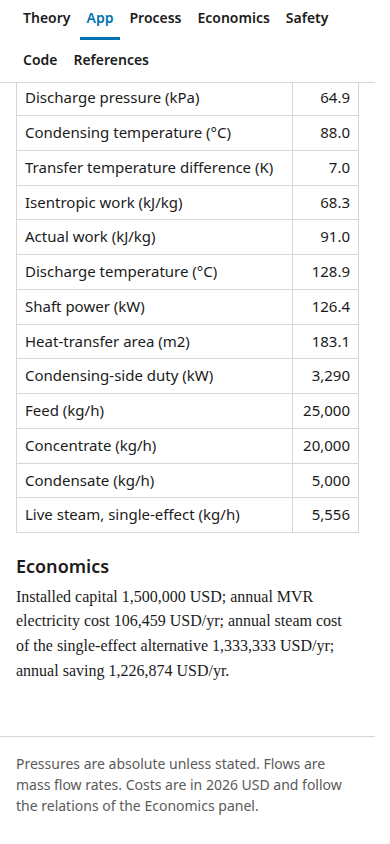 Theory App Process Economics Safety
Code References
Discharge pressure (kPa) 64.9
Condensing temperature (°C) 88.0
Transfer temperature difference (K) 7.0
Isentropic work (kJ/kg) 68.3
Actual work (kJ/kg) 91.0
Discharge temperature (°C) 128.9
Shaft power (kW) 126.4
Heat-transfer area (m2) 183.1
Condensing-side duty (kW) 3,290
Feed (kg/h) 25,000
Concentrate (kg/h) 20,000
Condensate (kg/h) 5,000
Live steam, single-effect (kg/h) 5,556
Economics
Installed capital 1,500,000 USD; annual MVR
electricity cost 106,459 USD/yr; annual steam cost
of the single-effect alternative 1,333,333 USD/yr;
annual saving 1,226,874 USD/yr.
Pressures are absolute unless stated. Flows are
mass flow rates. Costs are in 2026 USD and follow
the relations of the Economics panel.